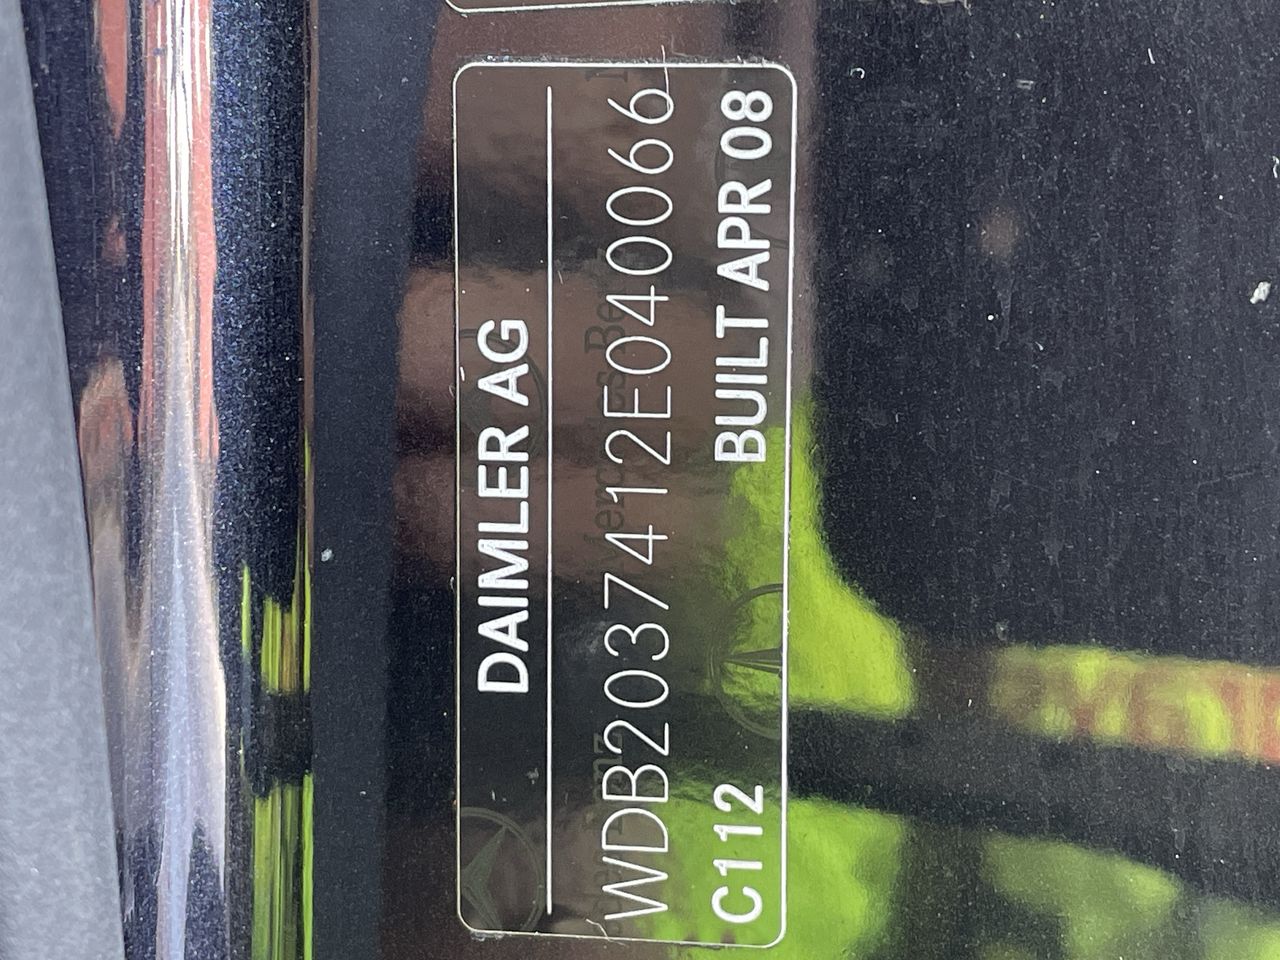 DAIMLER AG
WDB2037412E040066
C112 BUILT APR 08